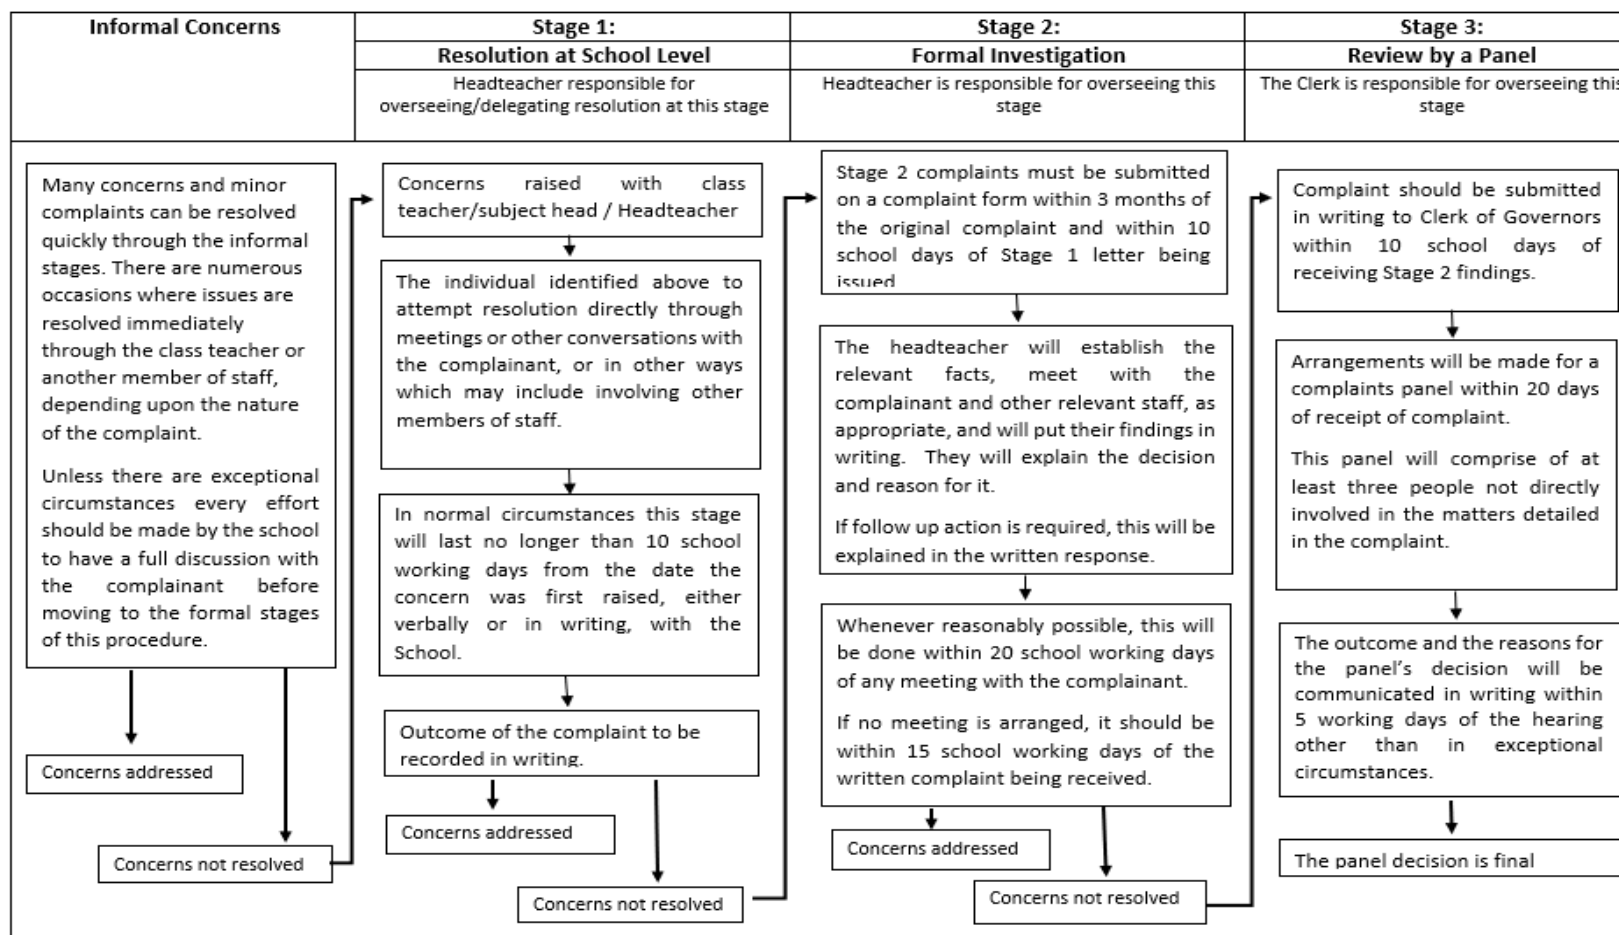 Informal Concerns
Stage 1:
Resolution at School Level
Headteacher responsible for
overseeing/delegating resolution at this stage
Stage 2:
Formal Investigation
Headteacher is responsible for overseeing this
stage
Stage 3:
Review by a Panel
The Clerk is responsible for overseeing this
stage
Many concerns and minor
complaints can be resolved
quickly through the informal
stages. There are numerous
occasions where issues are
resolved immediately
through the class teacher or
another member of staff,
depending upon the nature
of the complaint.
Unless there are exceptional
circumstances every effort
should be made by the school
to have a full discussion with
the complainant before
moving to the formal stages
of this procedure.
Concerns addressed
Concerns not resolved
Concerns raised with class
teacher/subject head / Headteacher
The individual identified above to
attempt resolution directly through
meetings or other conversations with
the complainant, or in other ways
which may include involving other
members of staff.
In normal circumstances this stage
will last no longer than 10 school
working days from the date the
concern was first raised, either
verbally or in writing, with the
School.
Outcome of the complaint to be
recorded in writing.
Concerns addressed
Concerns not resolved
Stage 2 complaints must be submitted
on a complaint form within 3 months of
the original complaint and within 10
school days of Stage 1 letter being
issued
The headteacher will establish the
relevant facts, meet with the
complainant and other relevant staff, as
appropriate, and will put their findings in
writing. They will explain the decision
and reason for it.
If follow up action is required, this will be
explained in the written response.
Whenever reasonably possible, this will
be done within 20 school working days
of any meeting with the complainant.
If no meeting is arranged, it should be
within 15 school working days of the
written complaint being received.
Concerns addressed
Concerns not resolved
Complaint should be submitted
in writing to Clerk of Governors
within 10 school days of
receiving Stage 2 findings.
Arrangements will be made for a
complaints panel within 20 days
of receipt of complaint.
This panel will comprise of at
least three people not directly
involved in the matters detailed
in the complaint.
The outcome and the reasons for
the panel's decision will be
communicated in writing within
5 working days of the hearing
other than in exceptional
circumstances.
The panel decision is final